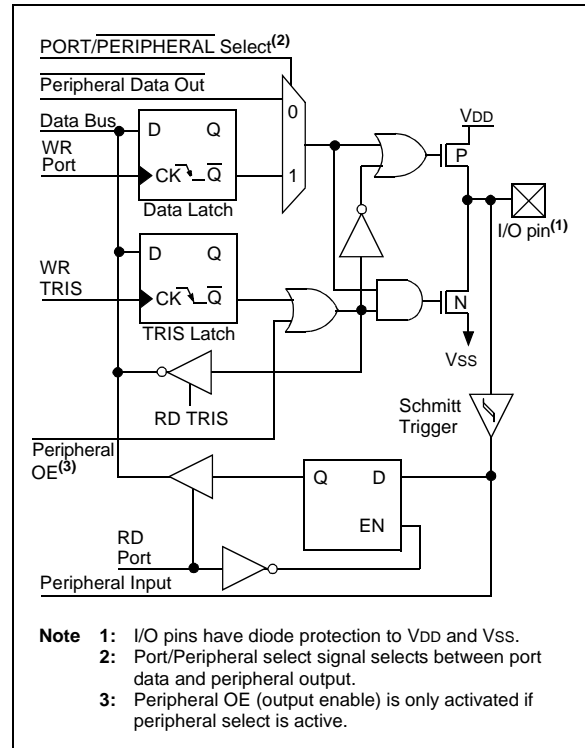 PORT/PERIPHERAL Select(2)
Peripheral Data Out
Data Bus
WR
Port
D Q
CK Q
Data Latch
0
1
VDD
P
I/O pin(1)
WR
TRIS
D Q
CK Q
TRIS Latch
N
VSS
RD TRIS
Schmitt
Trigger
Peripheral
OE(3)
Q D
EN
RD
Port
Peripheral Input
Note 1: I/O pins have diode protection to VDD and VSS.
2: Port/Peripheral select signal selects between port
data and peripheral output.
3: Peripheral OE (output enable) is only activated if
peripheral select is active.